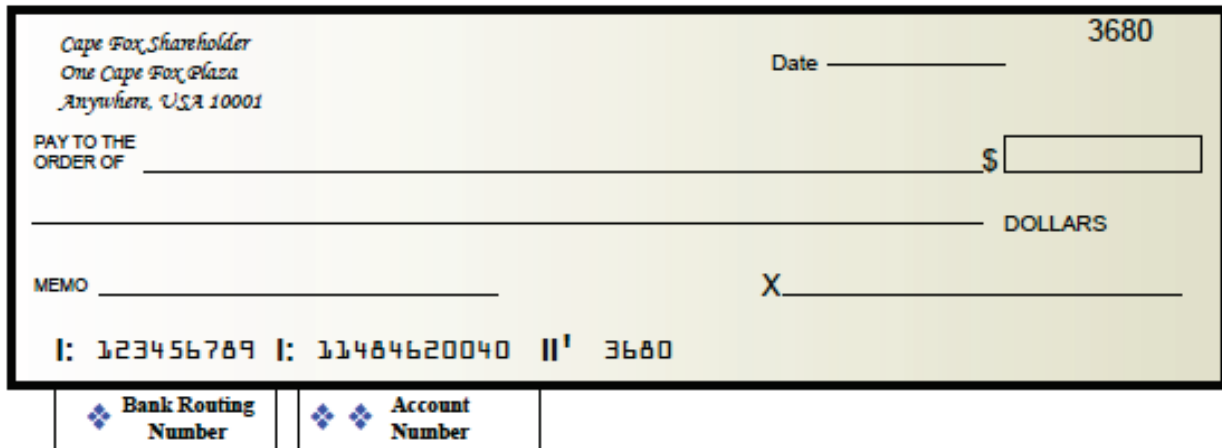 3680
Cape Fox Shareholder
One Cape Fox Plaza
Anywhere, USA 10001
Date
PAY TO THE
ORDER OF
$
DOLLARS
MEMO
X
I: 123456789 I: 11484620040 II' 3680
Bank Routing
Number
Account
Number